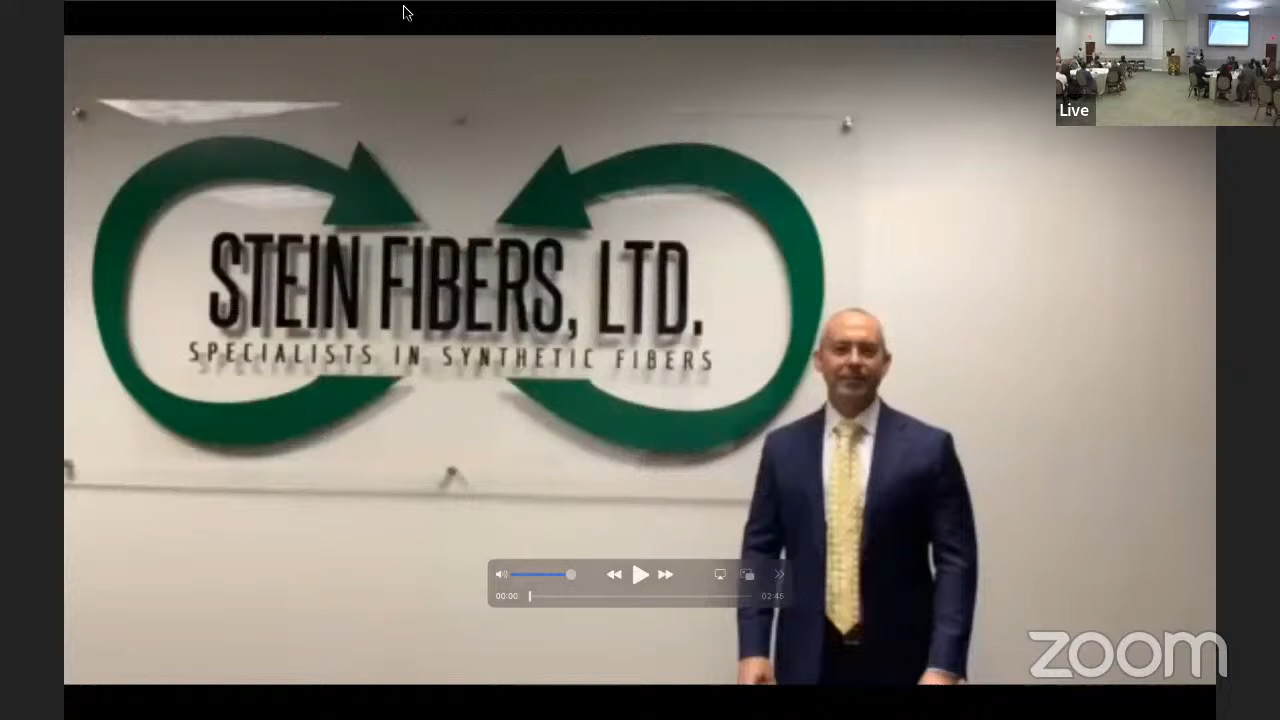 Live
STEIN FIBERS, LTD.
SPECIALISTS IN SYNTHETIC FIBERS
00:00
02:45
zoom